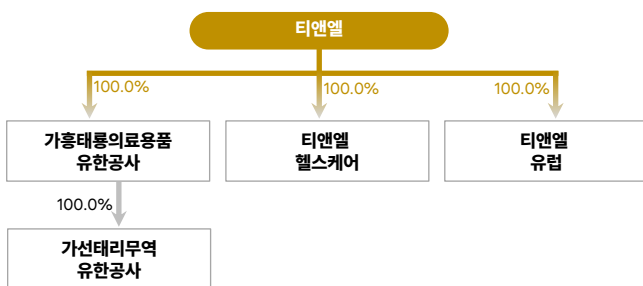 티앤엘
100.0%
100.0%
100.0%
가흥태룡의료용품
유한공사
티앤엘
헬스케어
티앤엘
유럽
100.0%
가선태리무역
유한공사